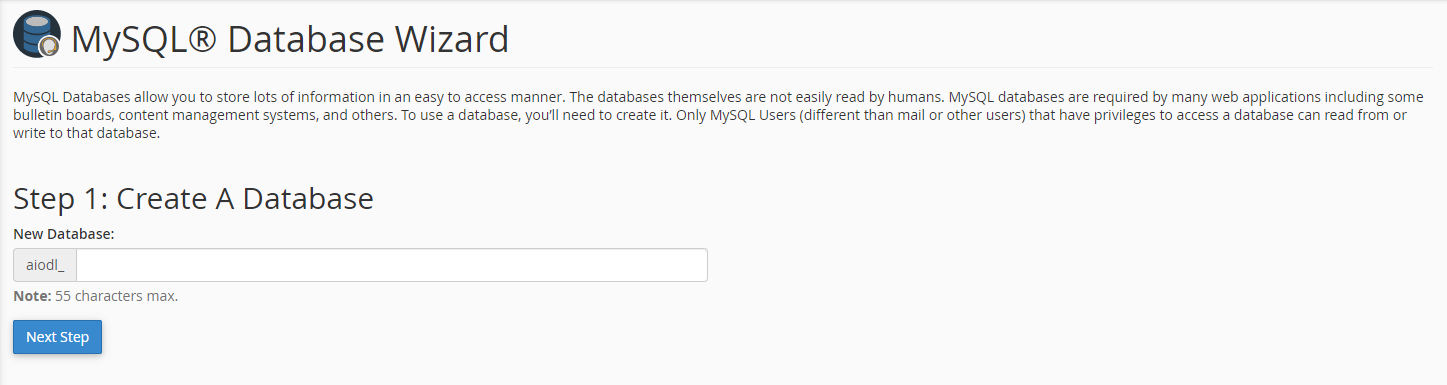 MySQL® Database Wizard
MySQL Databases allow you to store lots of information in an easy to access manner. The databases themselves are not easily read by humans. MySQL databases are required by many web applications including some
bulletin boards, content management systems, and others. To use a database, you’ll need to create it. Only MySQL Users (different than mail or other users) that have privileges to access a database can read from or
write to that database.
Step 1: Create A Database
New Database:
aiodl_
Note: 55 characters max.
Next Step